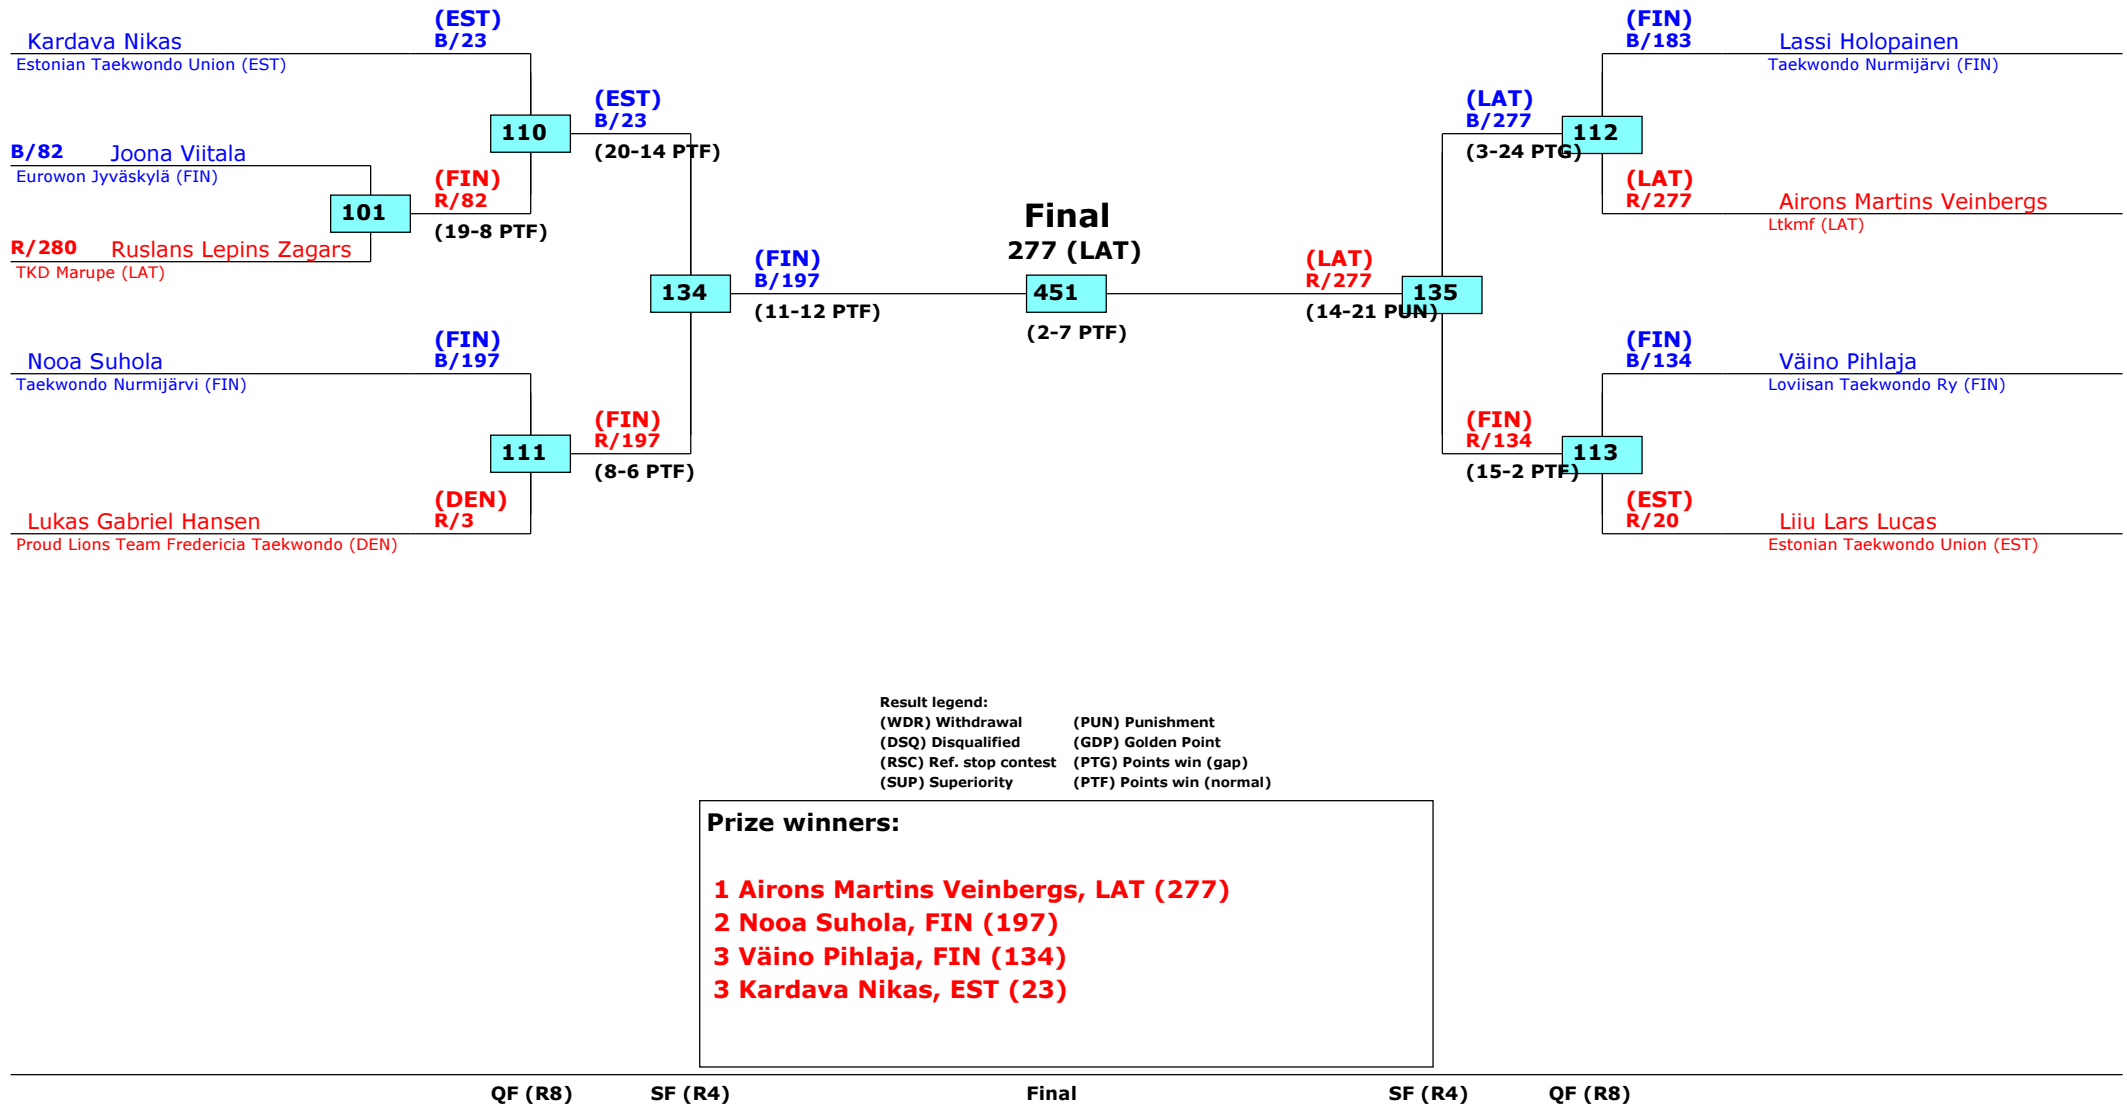 (EST)
B/23
Kardava Nikas
Estonian Taekwondo Union (EST)
110
(EST)
B/23
(20-14 PTF)
B/82 Joona Viitala
Eurowon Jyväskylä (FIN)
101
(FIN)
R/82
(19-8 PTF)
R/280 Ruslans Lepins Zagars
TKD Marupe (LAT)
134
(FIN)
B/197
(11-12 PTF)
(FIN)
B/197
Nooa Suhola
Taekwondo Nurmijärvi (FIN)
111
(FIN)
R/197
(8-6 PTF)
(DEN)
R/3
Lukas Gabriel Hansen
Proud Lions Team Fredericia Taekwondo (DEN)
Final
277 (LAT)
451
(2-7 PTF)
(FIN)
B/183
Lassi Holopainen
Taekwondo Nurmijärvi (FIN)
(LAT)
B/277
112
(3-24 PTG)
(LAT)
R/277
Airons Martins Veinbergs
Ltkmf (LAT)
(LAT)
R/277
135
(14-21 PUN)
(FIN)
B/134
Väino Pihlaja
Loviisan Taekwondo Ry (FIN)
(FIN)
R/134
113
(15-2 PTF)
(EST)
R/20
Liiu Lars Lucas
Estonian Taekwondo Union (EST)
Result legend:
(WDR) Withdrawal (PUN) Punishment
(DSQ) Disqualified (GDP) Golden Point
(RSC) Ref. stop contest (PTG) Points win (gap)
(SUP) Superiority (PTF) Points win (normal)
Prize winners:
1 Airons Martins Veinbergs, LAT (277)
2 Nooa Suhola, FIN (197)
3 Väino Pihlaja, FIN (134)
3 Kardava Nikas, EST (23)
QF (R8) SF (R4) Final SF (R4) QF (R8)